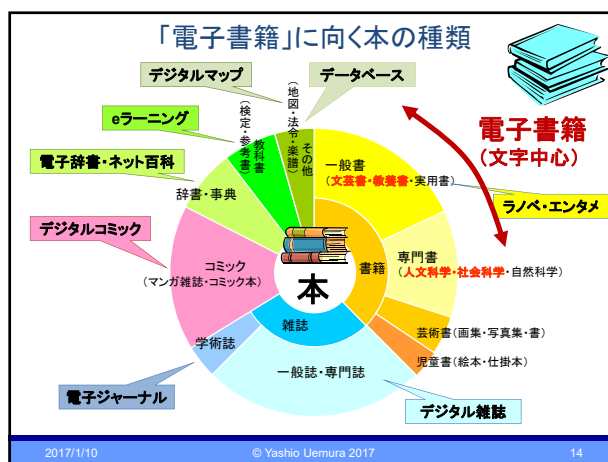 「電子書籍」に向く本の種類
デジタルマップ
データベース
eラーニング
電子辞書・ネット百科
デジタルコミック
電子ジャーナル
デジタル雑誌
ラノベ・エンタメ
電子書籍
(文字中心)
その他
(地図・法令・楽譜)
教科書
(検定・参考書)
辞書・事典
コミック
(マンガ雑誌・コミック本)
学術誌
一般誌・専門誌
雑誌
書籍
本
一般書
(文芸書・教養書・実用書)
専門書
(人文科学・社会科学・自然科学)
芸術書(画集・写真集・書)
児童書(絵本・仕掛本)
2017/1/10
© Yashio Uemura 2017
14